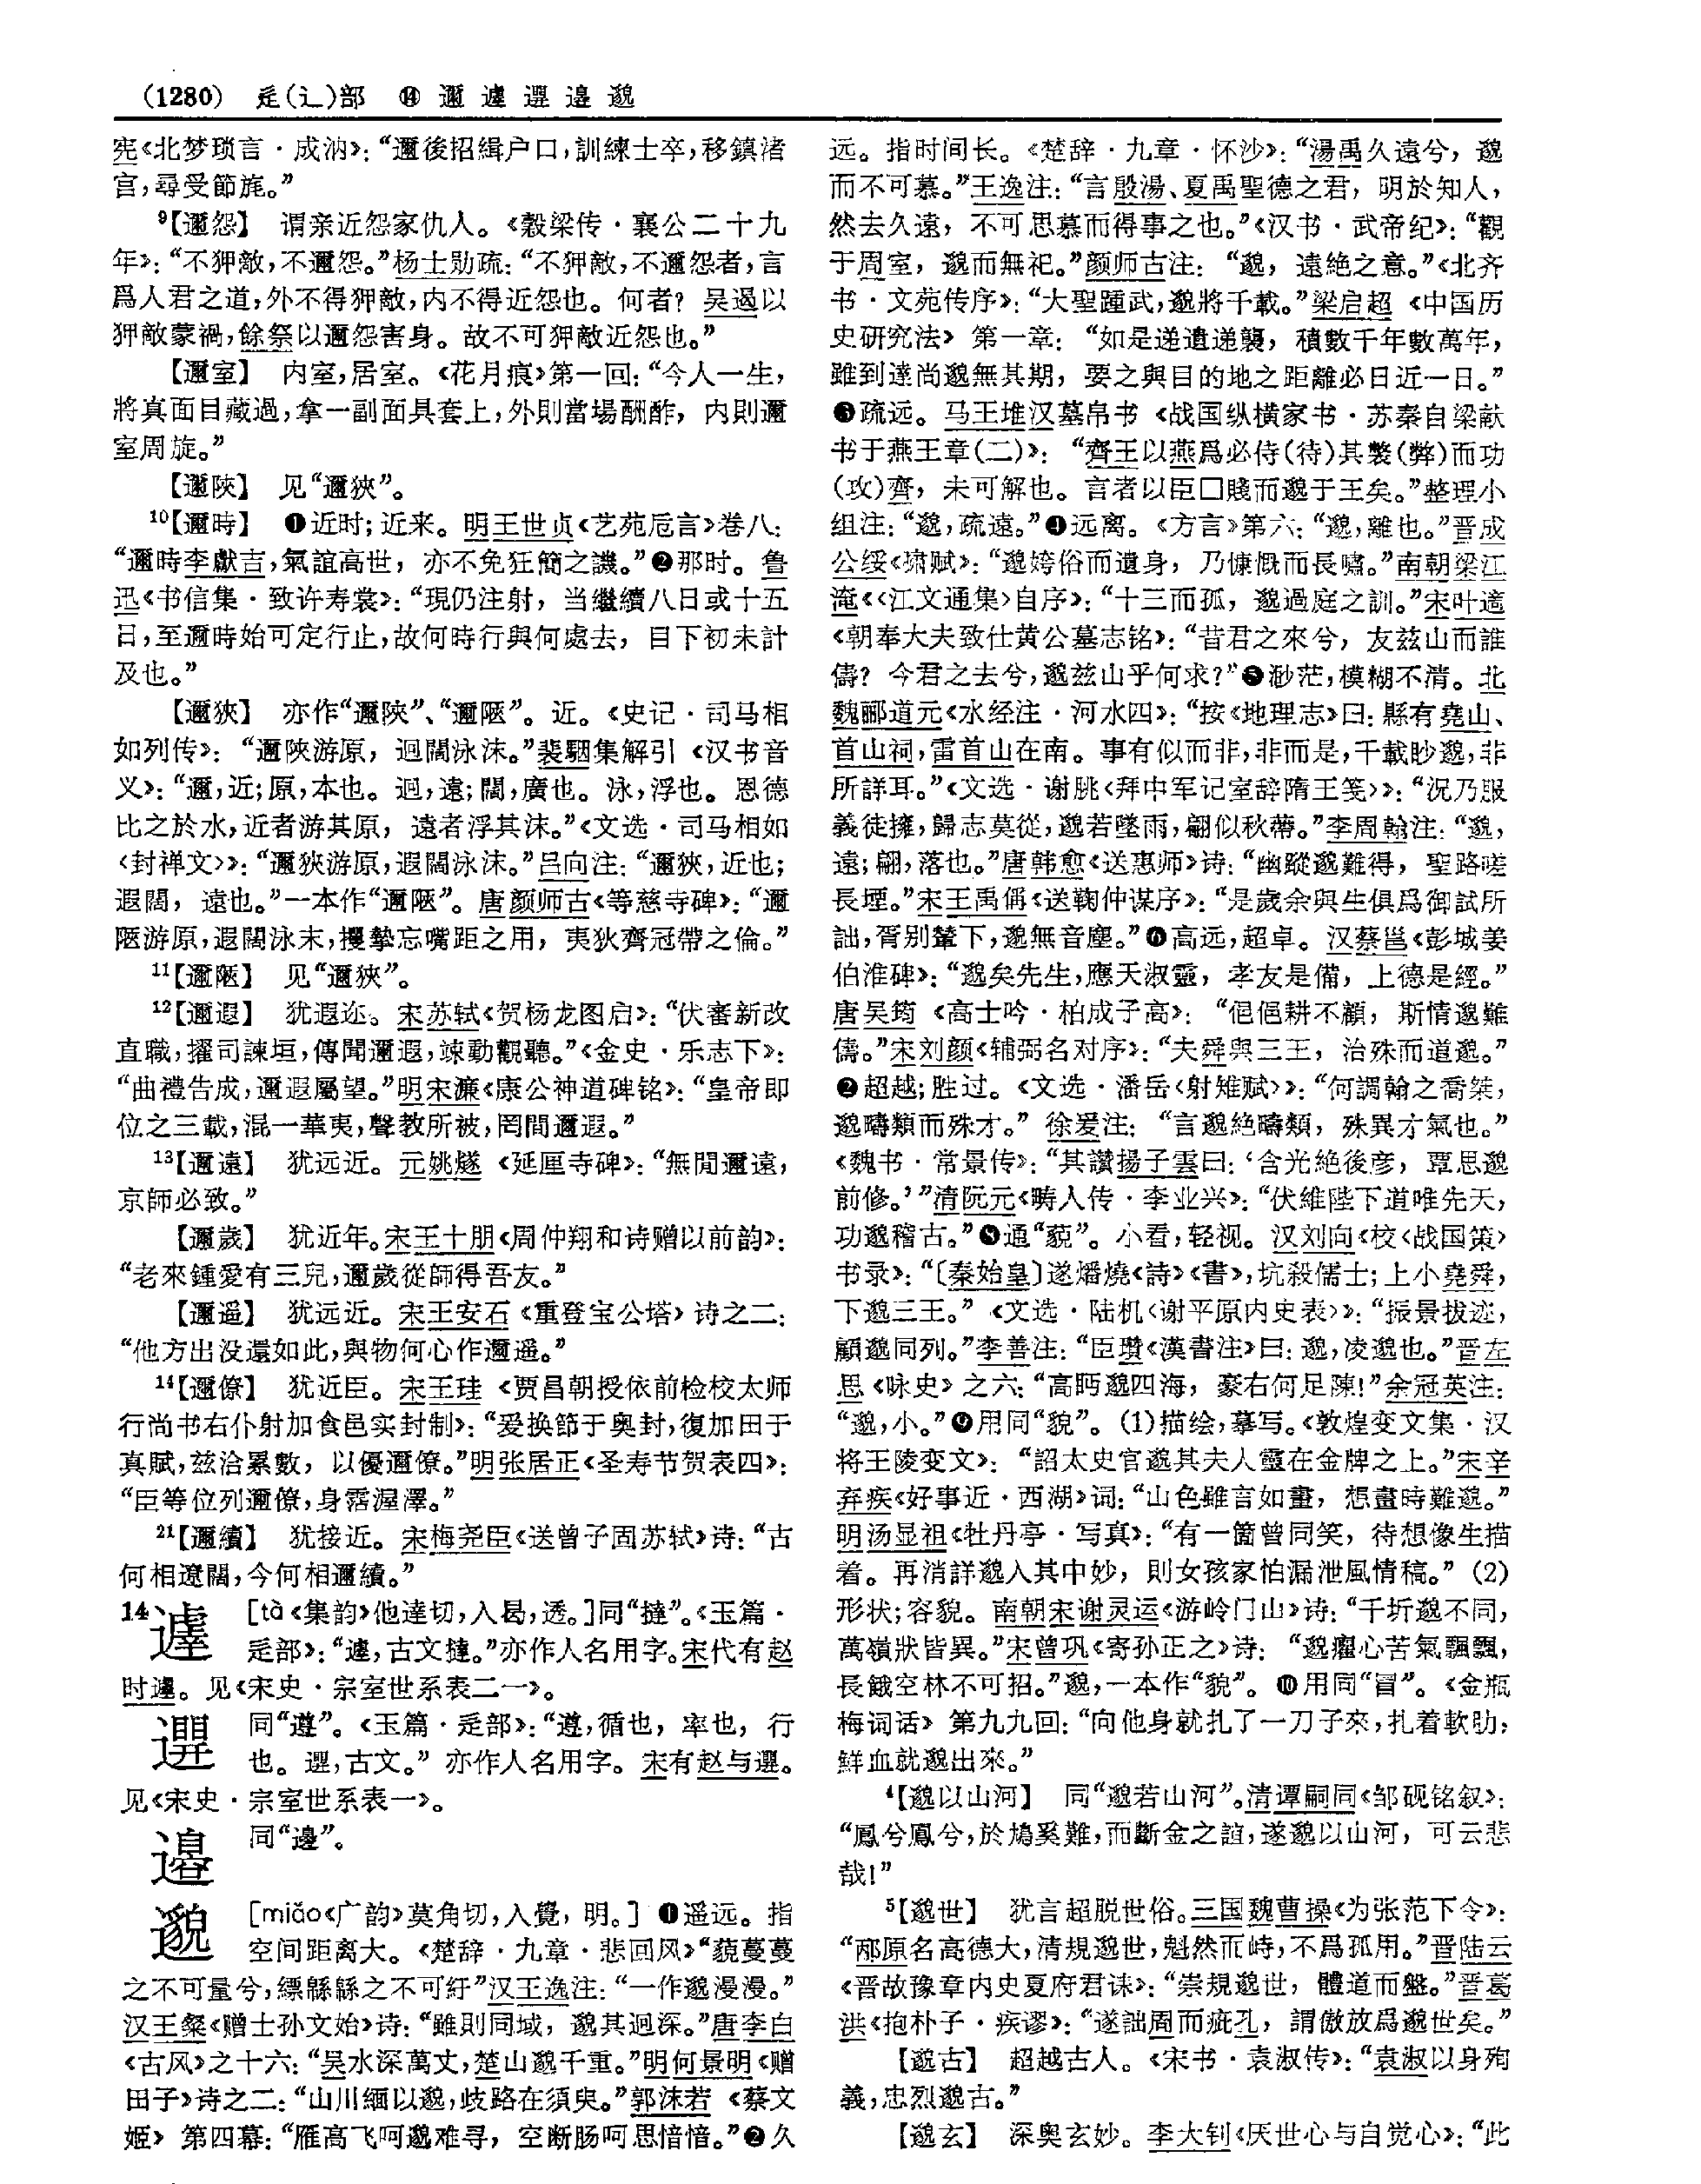 (1280) 辵(辶)部 ⑭ 邇 𨗼 𨘋 邉 邈
宪《北梦琐言·成汭》：“邇後招緝户口，訓練士卒，移鎮渚
宫，尋受節旄。”
⁹【邇怨】 谓亲近怨家仇人。《穀梁传·襄公二十九
年》：“不狎敵，不邇怨。”杨士勋疏：“不狎敵，不邇怨者，言
爲人君之道，外不得狎敵，内不得近怨也。何者？吴遏以
狎敵蒙禍，餘祭以邇怨害身。故不可狎敵近怨也。”
【邇室】 内室，居室。《花月痕》第一回：“今人一生，
將真面目藏過，拿一副面具套上，外則當場酬酢，内則邇
室周旋。”
【邇陝】 见“邇狹”。
¹⁰【邇時】 ❶近时；近来。明王世贞《艺苑卮言》卷八：
“邇時李獻吉，氣誼高世，亦不免狂簡之譏。”❷那时。鲁
迅《书信集·致许寿裳》：“現仍注射，当繼續八日或十五
日，至邇時始可定行止，故何時行與何處去，目下初未計
及也。”
【邇狹】 亦作“邇陝”、“邇陿”。近。《史记·司马相
如列传》：“邇陝游原，迥闊泳沫。”裴駰集解引《汉书音
义》：“邇，近；原，本也。迥，遠；闊，廣也。泳，浮也。恩德
比之於水，近者游其原，遠者浮其沫。”《文选·司马相如
〈封禅文〉》：“邇狹游原，遐闊泳沫。”吕向注：“邇狹，近也；
遐闊，遠也。”一本作“邇陿”。唐颜师古《等慈寺碑》：“邇
陿游原，遐闊泳末，攫摯忘嘴距之用，夷狄齊冠帶之倫。”
¹¹【邇陿】 见“邇狹”。
¹²【邇遐】 犹遐迩。宋苏轼《贺杨龙图启》：“伏審新改
直職，擢司諫垣，傳聞邇遐，竦動觀聽。”《金史·乐志下》：
“曲禮告成，邇遐屬望。”明宋濂《康公神道碑铭》：“皇帝即
位之三載，混一華夷，聲教所被，罔間邇遐。”
¹³【邇遠】 犹远近。元姚燧《延厘寺碑》：“無間邇遠，
京師必致。”
【邇歲】 犹近年。宋王十朋《周仲翔和诗赠以前韵》：
“老來鍾愛有三兒，邇歲從師得吾友。”
【邇遥】 犹远近。宋王安石《重登宝公塔》诗之二：
“他方出没還如此，與物何心作邇遥。”
¹⁴【邇僚】 犹近臣。宋王珪《贾昌朝授依前检校太师
行尚书右仆射加食邑实封制》：“爰换節于奥封，復加田于
真賦，兹洽累數，以優邇僚。”明张居正《圣寿节贺表四》：
“臣等位列邇僚，身霑渥澤。”
²¹【邇續】 犹接近。宋梅尧臣《送曾子固苏轼》诗：“古
何相遼闊，今何相邇續。”
14 [tà《集韵》他達切，入曷，透。]同“撻”。《玉篇·
辵部》：“，古文撻。”亦作人名用字。宋代有赵
时。见《宋史·宗室世系表二一》。
同“遵”。《玉篇·辵部》：“遵，循也，率也，行
也。，古文。”亦作人名用字。宋有赵与。
见《宋史·宗室世系表一》。
邉 同“邊”。
邈 [miǎo《广韵》莫角切，入覺，明。] ❶遥远。指
空间距离大。《楚辞·九章·悲回风》“藐蔓蔓
之不可量兮，縹緜緜之不可紆”汉王逸注：“一作邈漫漫。”
汉王粲《赠士孙文始》诗：“雖則同域，邈其迥深。”唐李白
《古风》之十六：“吴水深萬丈，楚山邈千重。”明何景明《赠
田子》诗之二：“山川缅以邈，歧路在須臾。”郭沫若《蔡文
姬》第四幕：“雁高飞呵邈难寻，空断肠呵思愔愔。”❷久
远。指时间长。《楚辞·九章·怀沙》：“湯禹久遠兮，邈
而不可慕。”王逸注：“言殷湯、夏禹聖德之君，明於知人，
然去久遠，不可思慕而得事之也。”《汉书·武帝纪》：“觀
于周室，邈而無祀。”颜师古注：“邈，遠絶之意。”《北齐
书·文苑传序》：“大聖踵武，邈將千載。”梁启超《中国历
史研究法》第一章：“如是递遺递襲，積數千年數萬年，
雖到達尚邈無其期，要之與目的地之距離必日近一日。”
❸疏远。马王堆汉墓帛书《战国纵横家书·苏秦自梁献
书于燕王章(二)》：“齊王以燕爲必侍(待)其獘(弊)而功
(攻)齊，未可解也。言者以臣□賤而邈于王矣。”整理小
组注：“邈，疏遠。”❹远离。《方言》第六：“邈，離也。”晋成
公绥《啸赋》：“邈姱俗而遺身，乃慷慨而長嘯。”南朝梁江
淹《〈江文通集〉自序》：“十三而孤，邈過庭之訓。”宋叶適
《朝奉大夫致仕黄公墓志铭》：“昔君之來兮，友兹山而誰
儔？今君之去兮，邈兹山乎何求？”❺渺茫，模糊不清。北
魏郦道元《水经注·河水四》：“按《地理志》曰：縣有堯山、
首山祠，雷首山在南。事有似而非，非而是，千載眇邈，非
所詳耳。”《文选·谢朓〈拜中军记室辞隋王笺〉》：“況乃服
義徒擁，歸志莫從，邈若墜雨，翩似秋蔕。”李周翰注：“邈，
遠；翩，落也。”唐韩愈《送惠师》诗：“幽蹤邈難得，聖路嗟
長堙。”宋王禹偁《送鞠仲谋序》：“是歲余與生俱爲御試所
詘，胥别輦下，邈無音塵。”❻高远，超卓。汉蔡邕《彭城姜
伯淮碑》：“邈矣先生，應天淑靈，孝友是備，上德是經。”
唐吴筠《高士吟·柏成子高》：“俋俋耕不顧，斯情邈難
儔。”宋刘颜《辅弼名对序》：“夫舜與三王，治殊而道邈。”
❼超越；胜过。《文选·潘岳〈射雉赋〉》：“何調翰之喬桀，
邈疇類而殊才。”徐爰注：“言邈絶疇類，殊異才氣也。”
《魏书·常景传》：“其讚揚子雲曰：‘含光絶後彦，覃思邈
前修。’”清阮元《畴人传·李业兴》：“伏維陛下道唯先天，
功邈稽古。”❽通“藐”。小看，轻视。汉刘向《校〈战国策〉
书录》：“〔秦始皇〕遂燔燒《詩》《書》，坑殺儒士；上小堯舜，
下邈三王。”《文选·陆机〈谢平原内史表〉》：“振景拔迹，
顧邈同列。”李善注：“臣瓚《漢書注》曰：邈，凌邈也。”晋左
思《咏史》之六：“高眄邈四海，豪右何足陳！”余冠英注：
“邈，小。”❾用同“貌”。(1)描绘，摹写。《敦煌变文集·汉
将王陵变文》：“詔太史官邈其夫人靈在金牌之上。”宋辛
弃疾《好事近·西湖》词：“山色雖言如畫，想畫時難邈。”
明汤显祖《牡丹亭·写真》：“有一箇曾同笑，待想像生描
着。再消詳邈入其中妙，則女孩家怕漏泄風情稿。”(2)
形状；容貌。南朝宋谢灵运《游岭门山》诗：“千圻邈不同，
萬嶺狀皆異。”宋曾巩《寄孙正之》诗：“邈癯心苦氣飄飄，
長餓空林不可招。”邈，一本作“貌”。❿用同“冒”。《金瓶
梅词话》第九九回：“向他身就扎了一刀子來，扎着軟肋，
鮮血就邈出來。”
⁴【邈以山河】 同“邈若山河”。清谭嗣同《邹砚铭叙》：
“鳳兮鳳兮，於鳩奚難，而斷金之誼，遂邈以山河，可云悲
哉！”
⁵【邈世】 犹言超脱世俗。三国魏曹操《为张范下令》：
“邴原名高德大，清規邈世，魁然而峙，不爲孤用。”晋陆云
《晋故豫章内史夏府君诔》：“崇規邈世，體道而盤。”晋葛
洪《抱朴子·疾谬》：“遂詘周而疵孔，謂傲放爲邈世矣。”
【邈古】 超越古人。《宋书·袁淑传》：“袁淑以身殉
義，忠烈邈古。”
【邈玄】 深奥玄妙。李大钊《厌世心与自觉心》：“此